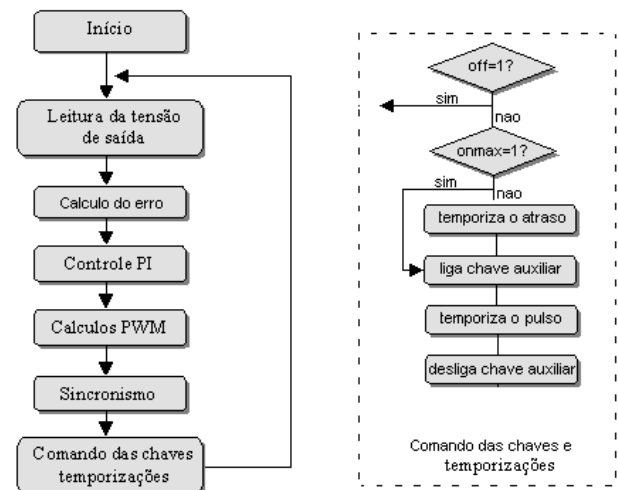 Início
Leitura da tensão
de saída
Calculo do erro
Controle PI
Calculos PWM
Sincronismo
Comando das chaves
temporizações
off=1?
sim
nao
onmax=1?
sim
nao
temporiza o atraso
liga chave auxiliar
temporiza o pulso
desliga chave auxiliar
Comando das chaves e
temporizações